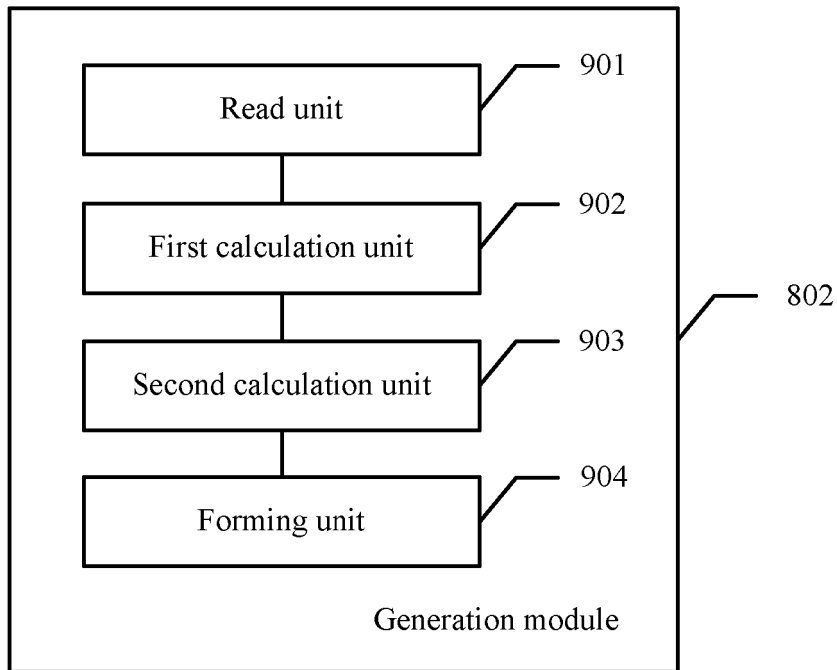 901
Read unit
902
First calculation unit
802
903
Second calculation unit
904
Forming unit
Generation module